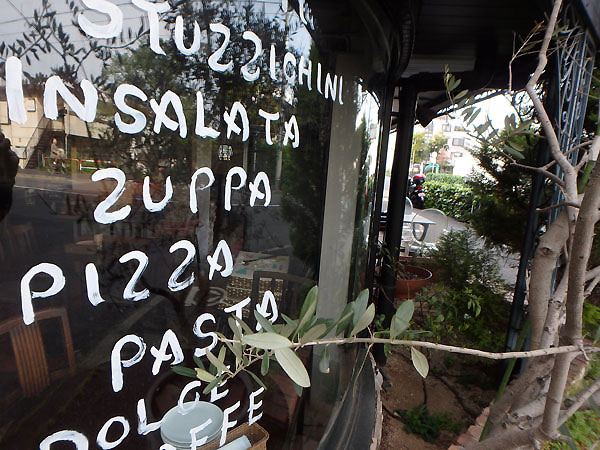 STUZZICHINI
INSALATA
ZUPPA
PIZZA
PASTA
DOLCE